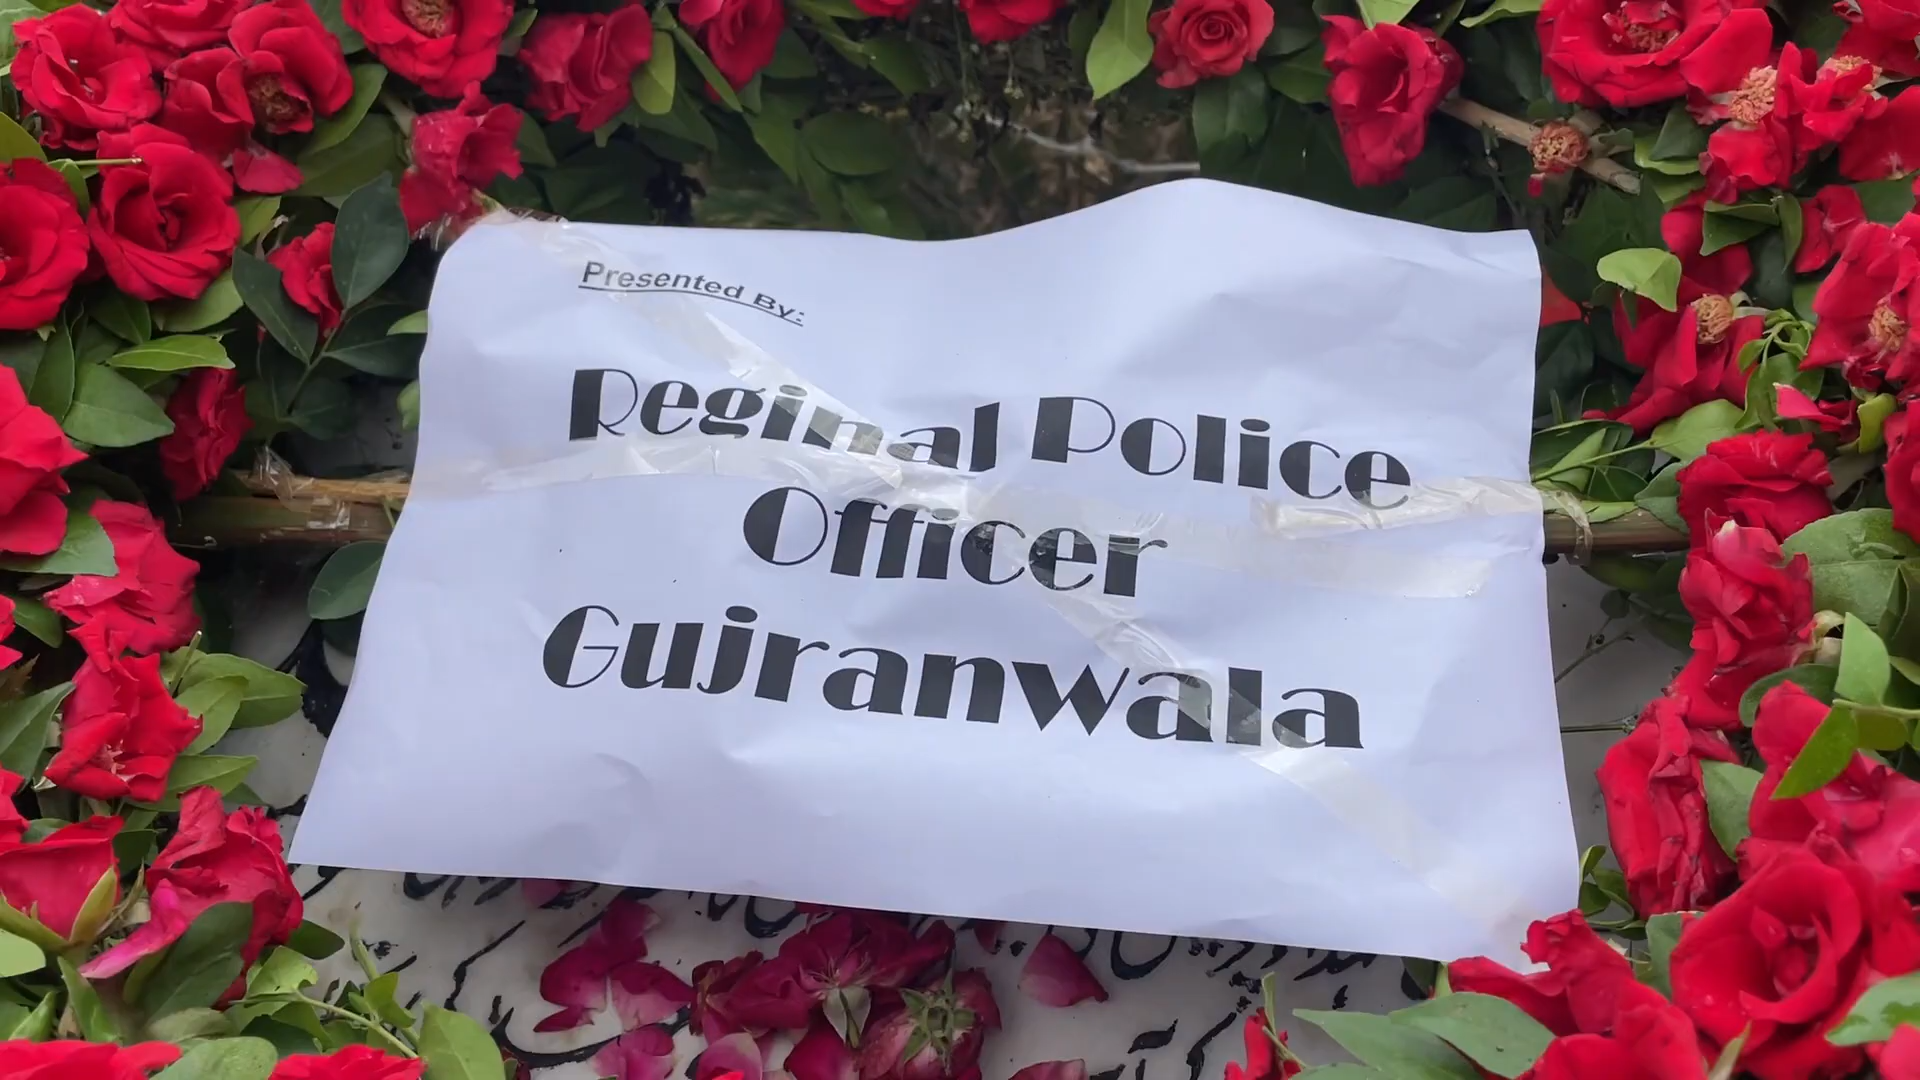 Presented By:
Reginal Police
Officer
Gujranwala